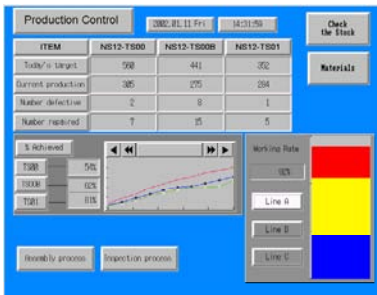 Production Control
2002.01.11 Fri 14:31:59
Check
the Stock
ITEM NS12-TS00 NS12-TS00B NS12-TS01
Today's target 560 441 352
Materials
Current production 305 275 284
Number defective 2 8 1
Number repaired 7 15 5
% Achieved
Working Rate
TS00 54%
TS00B 62%
TS01 81%
Line A
Line B
Line C
Assembly process Inspection process